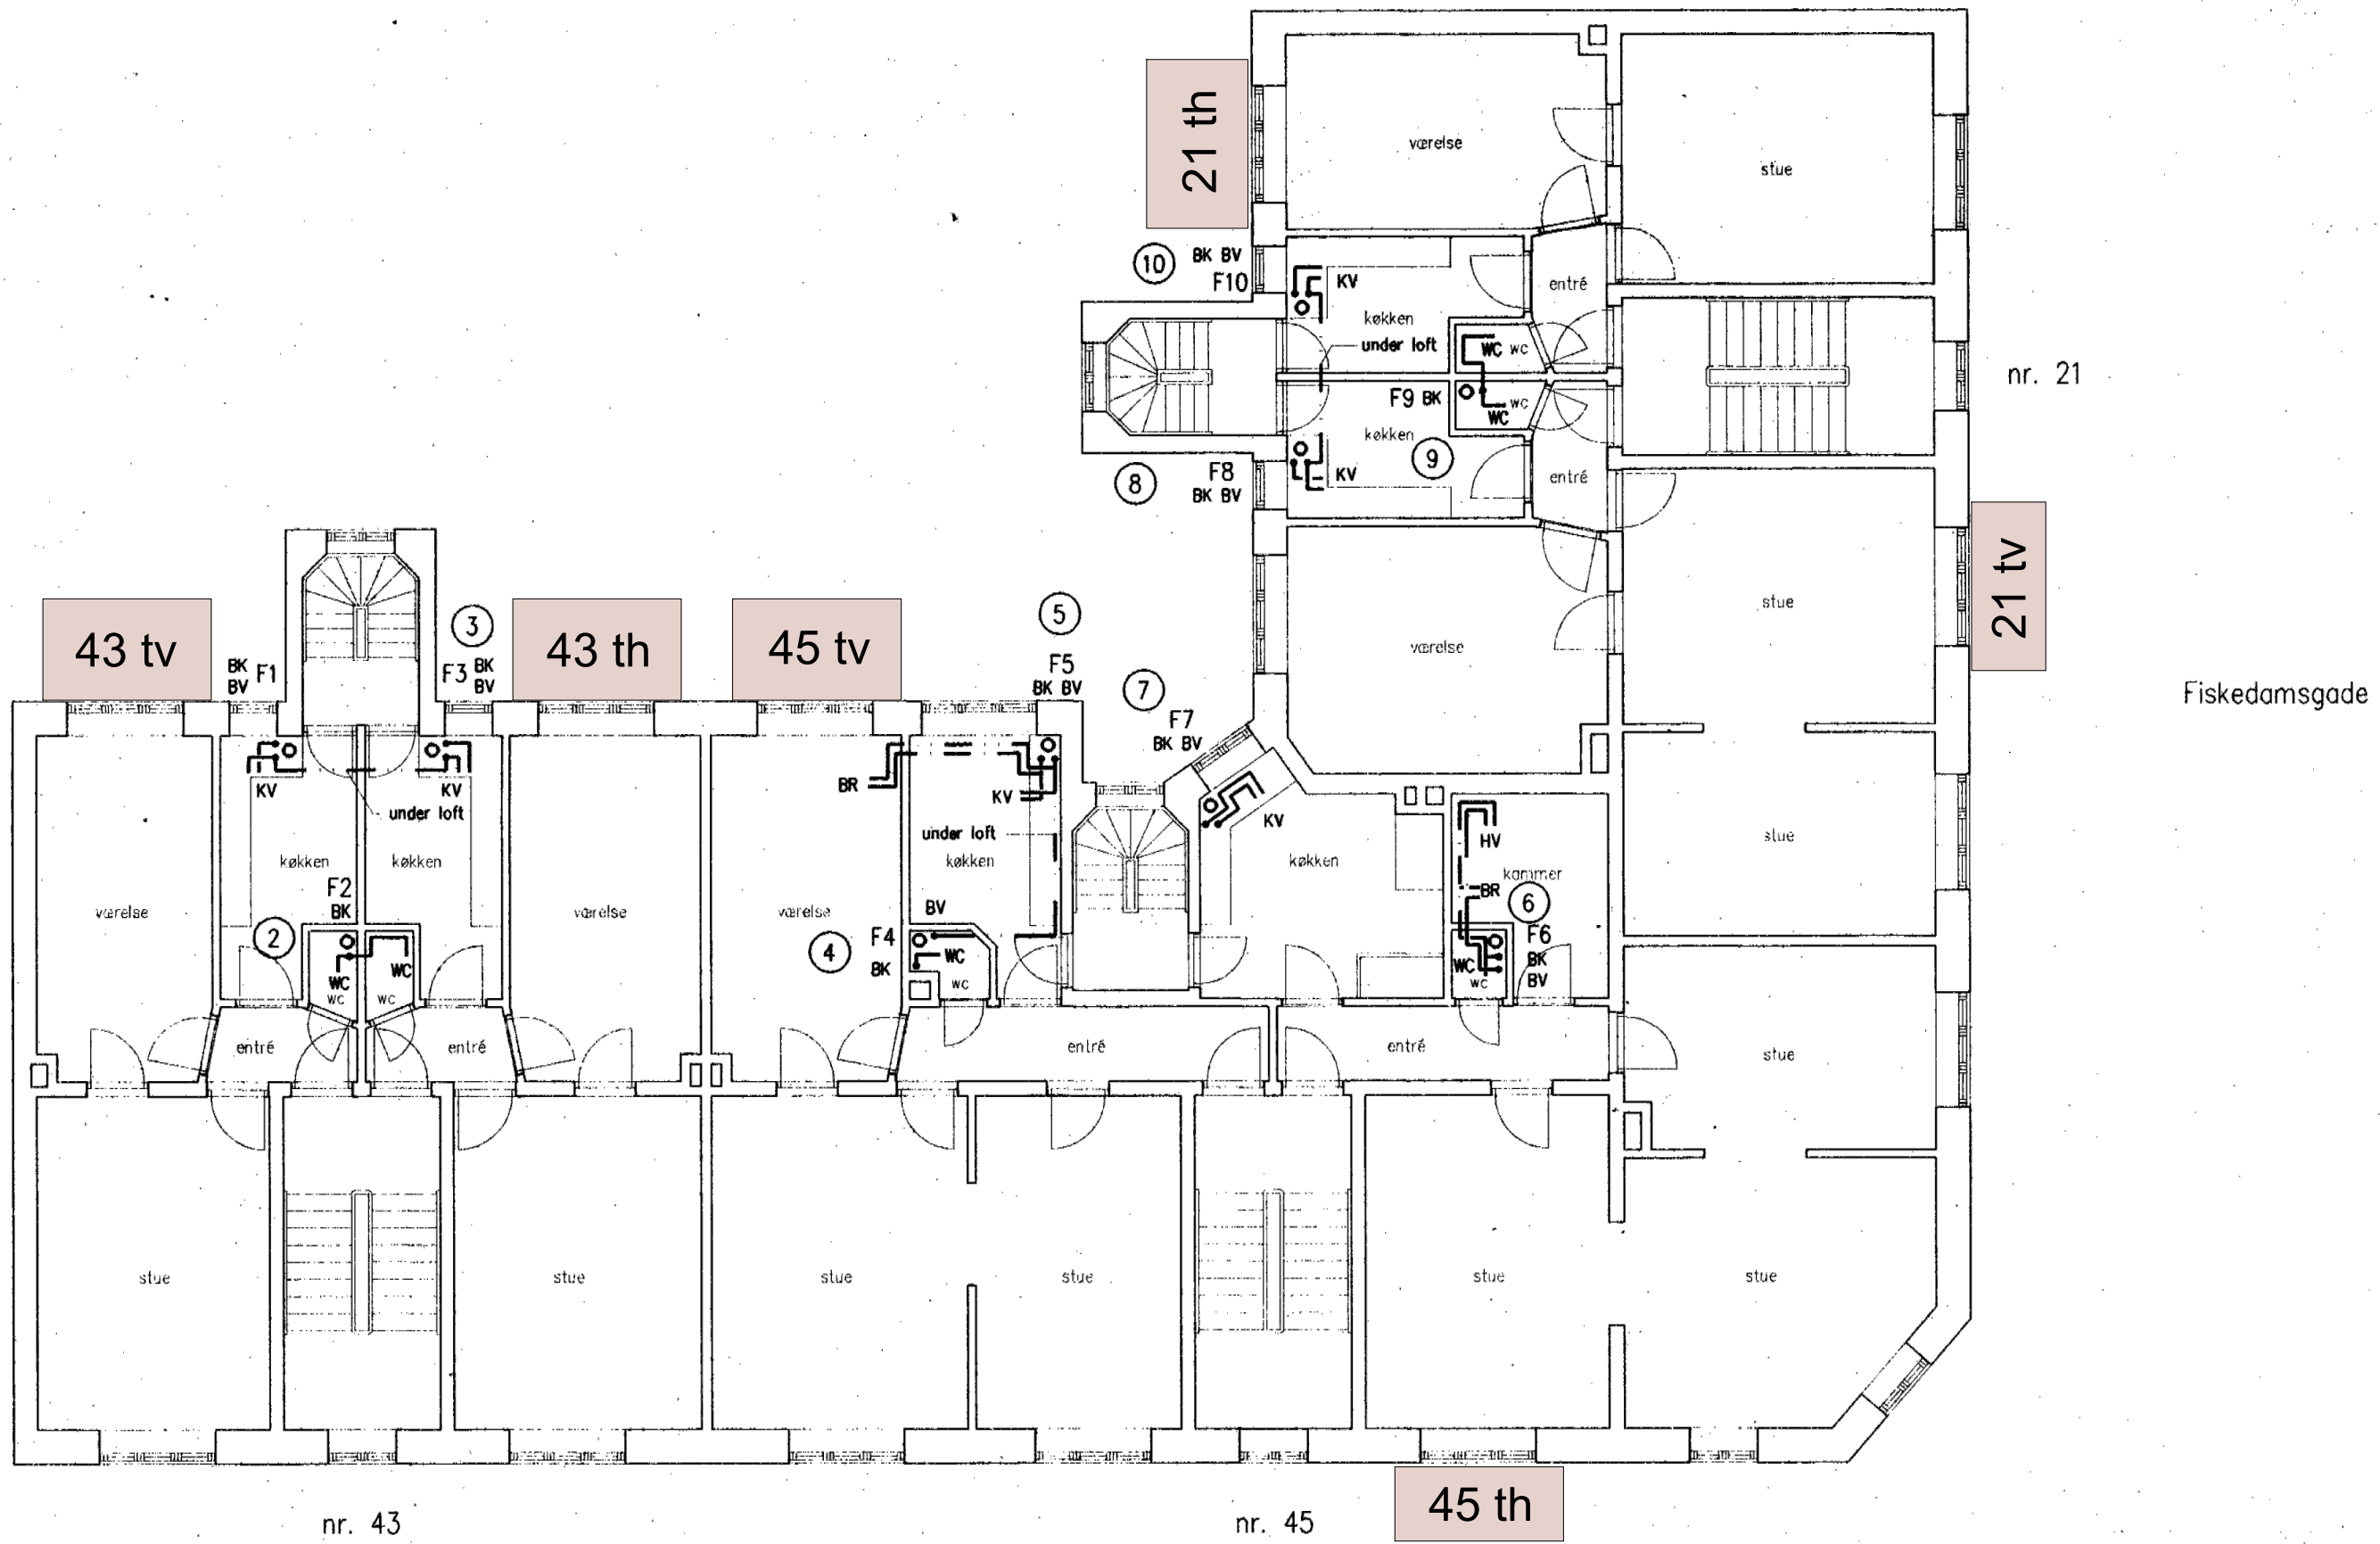 21 th
værelse
stue
10
BK BV
F10
KV
entré
køkken
under loft
WC
wc
nr. 21
F9 BK
wc
WC
køkken
9
8
F8
BK BV
KV
entré
21 tv
stue
værelse
Fiskedamsgade
43 tv
BK
BV
F1
3
F3
BK
BV
43 th
45 tv
5
F5
BK BV
7
F7
BK BV
KV
KV
under loft
BR
KV
under loft
KV
HV
stue
køkken
køkken
køkken
køkken
kammer
BR
6
F2
BK
værelse
værelse
værelse
BV
2
4
F4
BK
WC
wc
F6
BK
BV
WC
wc
WC
wc
WC
wc
entré
entré
entré
entré
stue
stue
stue
stue
stue
stue
stue
45 th
nr. 43
nr. 45